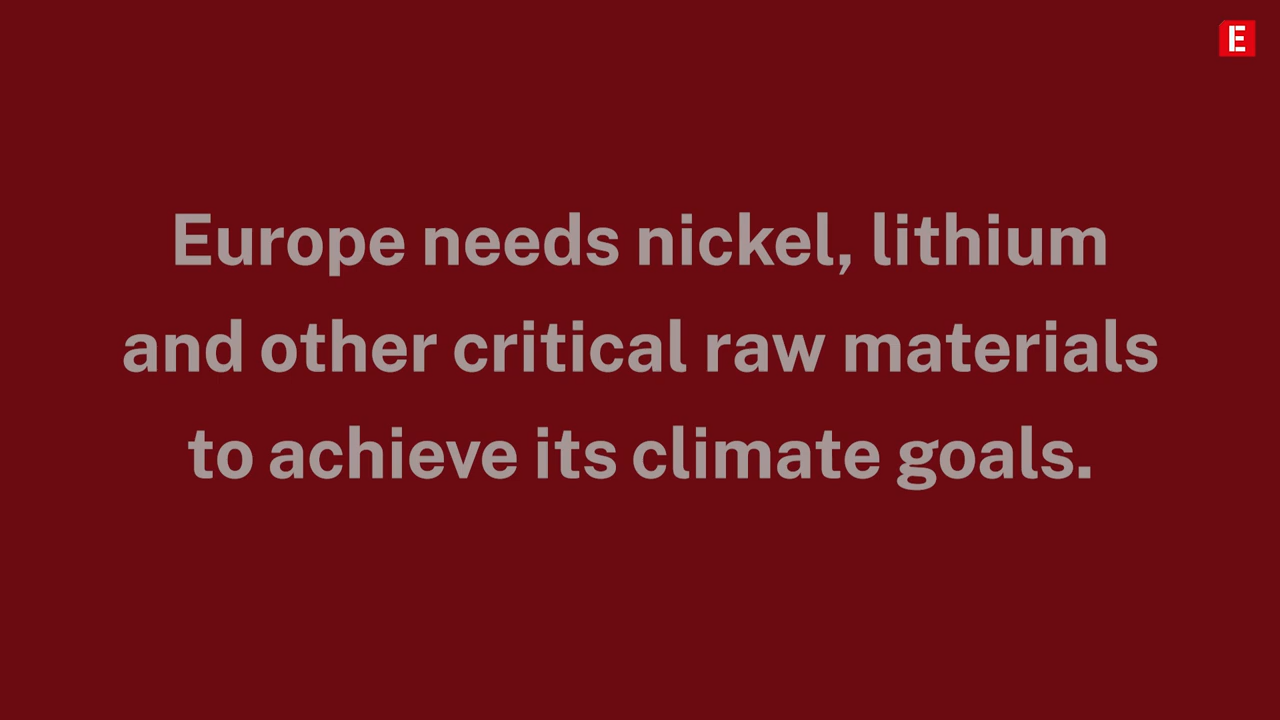 E
Europe needs nickel, lithium
and other critical raw materials
to achieve its climate goals.